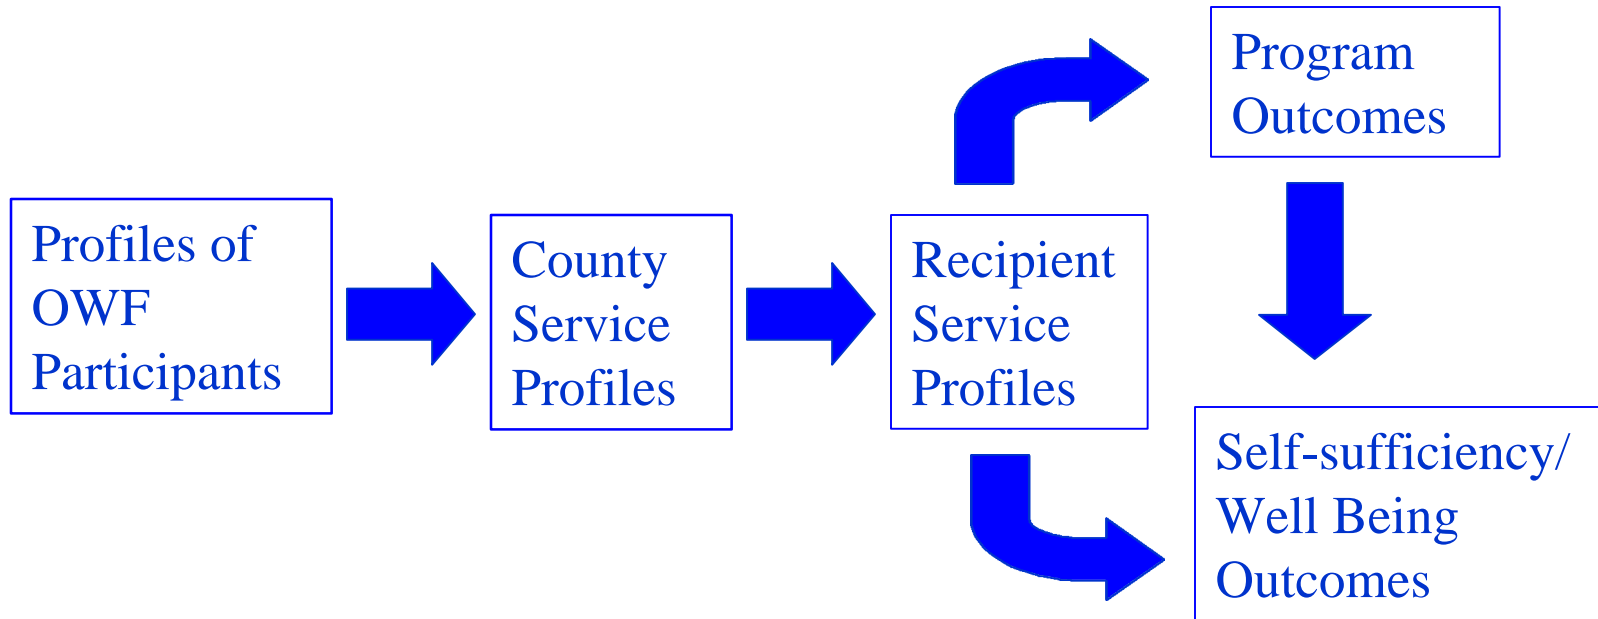 Profiles of
OWF
Participants
County
Service
Profiles
Recipient
Service
Profiles
Program
Outcomes
Self-sufficiency/
Well Being
Outcomes